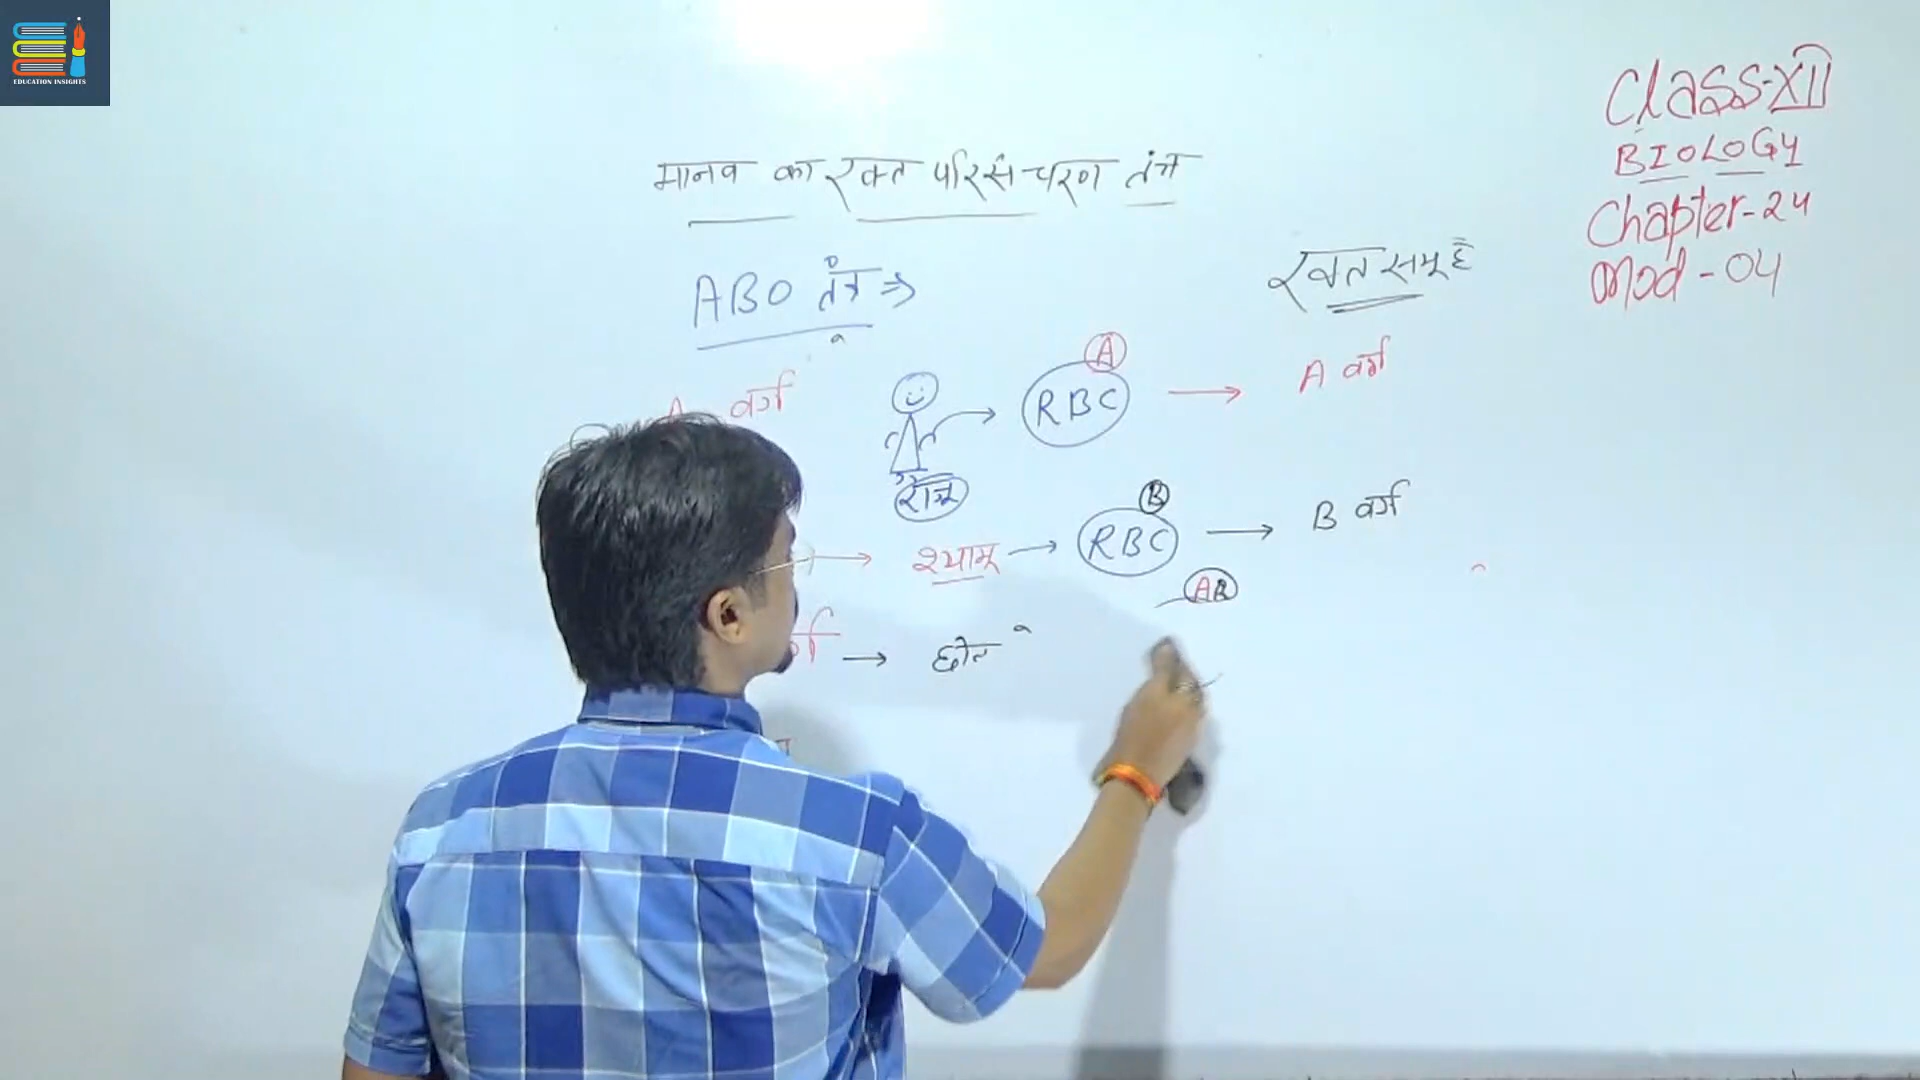 EDUCATION INSIGHTS
Class-XII
BIOLOGY
Chapter-24
Mod-04
मानव का रक्त परिसंचरण तंत्र
रक्त समूह
ABO तंत्र ⇒
A वर्ग → RBC A → A वर्ग
राजू
→ श्याम → RBC B → B वर्ग
AB
→